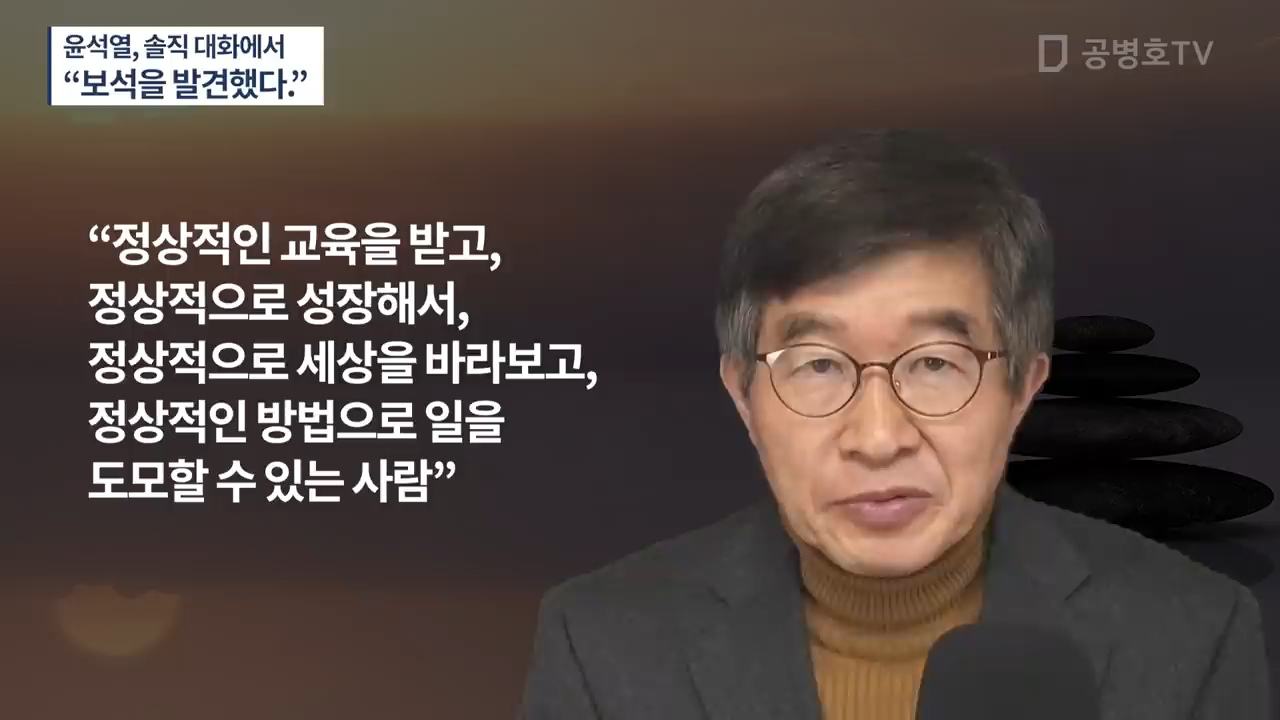 윤석열, 솔직 대화에서
“보석을 발견했다.”
공병호TV
“정상적인 교육을 받고,
정상적으로 성장해서,
정상적으로 세상을 바라보고,
정상적인 방법으로 일을
도모할 수 있는 사람”